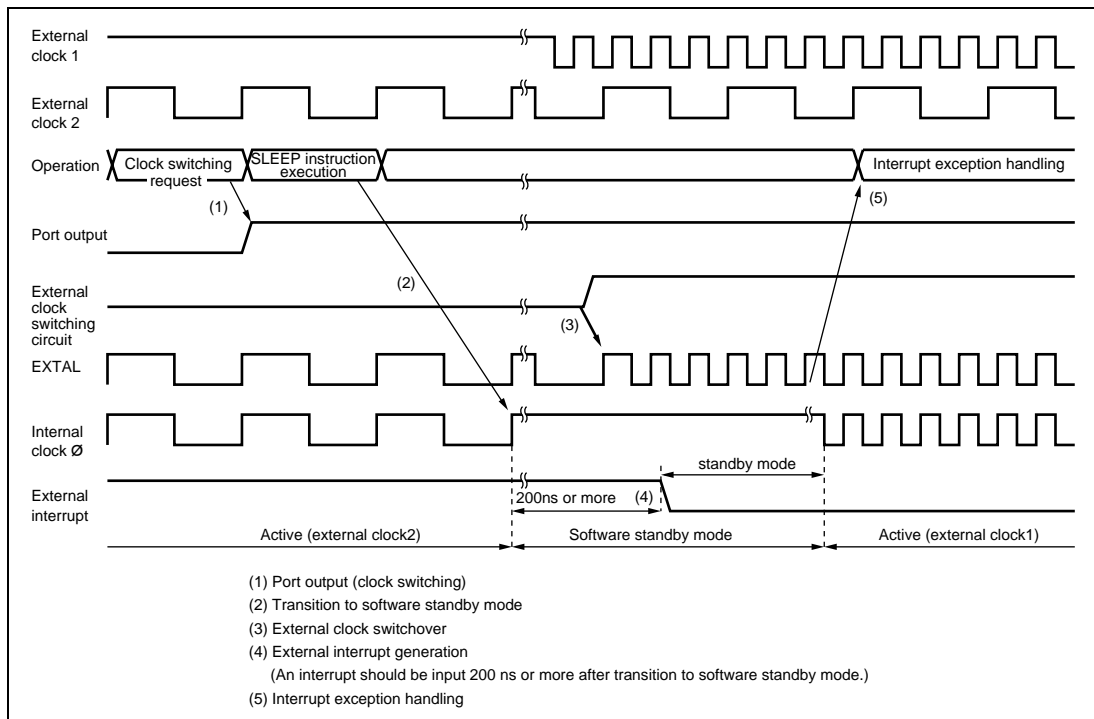 External
clock 1
External
clock 2
Operation
Clock switching
request
SLEEP instruction
execution
Interrupt exception handling
(1)
(5)
Port output
(2)
External
clock
switching
circuit
(3)
EXTAL
Internal
clock Ø
standby mode
External
interrupt
200ns or more
(4)
Active (external clock2)
Software standby mode
Active (external clock1)
(1) Port output (clock switching)
(2) Transition to software standby mode
(3) External clock switchover
(4) External interrupt generation
(An interrupt should be input 200 ns or more after transition to software standby mode.)
(5) Interrupt exception handling